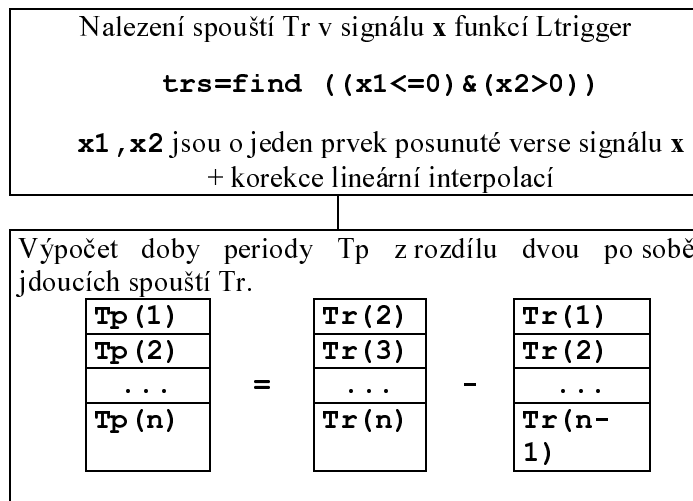 Nalezení spouští Tr v signálu x funkcí Ltrigger
trs=find ((x1<=0)&(x2>0))
x1,x2 jsou o jeden prvek posunuté verse signálu x
+ korekce lineární interpolací
Výpočet doby periody Tp z rozdílu dvou po sobě
jdoucích spouští Tr.
Tp(1) Tr(2) Tr(1)
Tp(2) Tr(3) Tr(2)
... = ... - ...
Tp(n) Tr(n) Tr(n-
1)